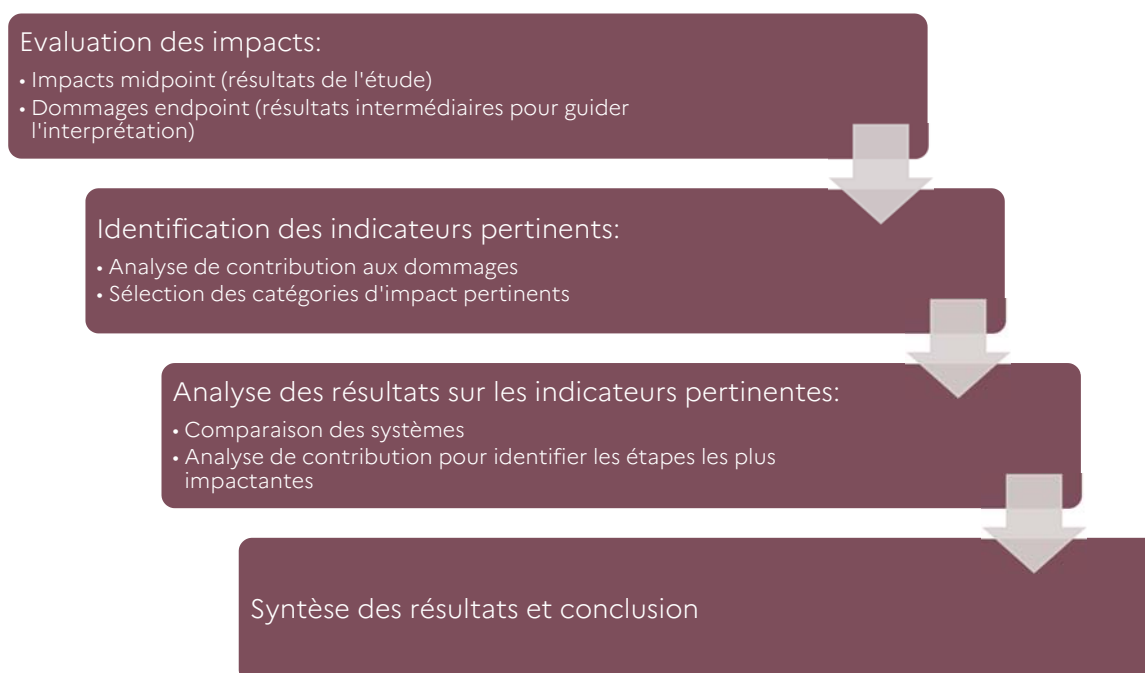 Evaluation des impacts:
• Impacts midpoint (résultats de l'étude)
• Dommages endpoint (résultats intermédiaires pour guider
l'interprétation)
Identification des indicateurs pertinents:
• Analyse de contribution aux dommages
• Sélection des catégories d'impact pertinents
Analyse des résultats sur les indicateurs pertinentes:
• Comparaison des systèmes
• Analyse de contribution pour identifier les étapes les plus
impactantes
Syntèse des résultats et conclusion